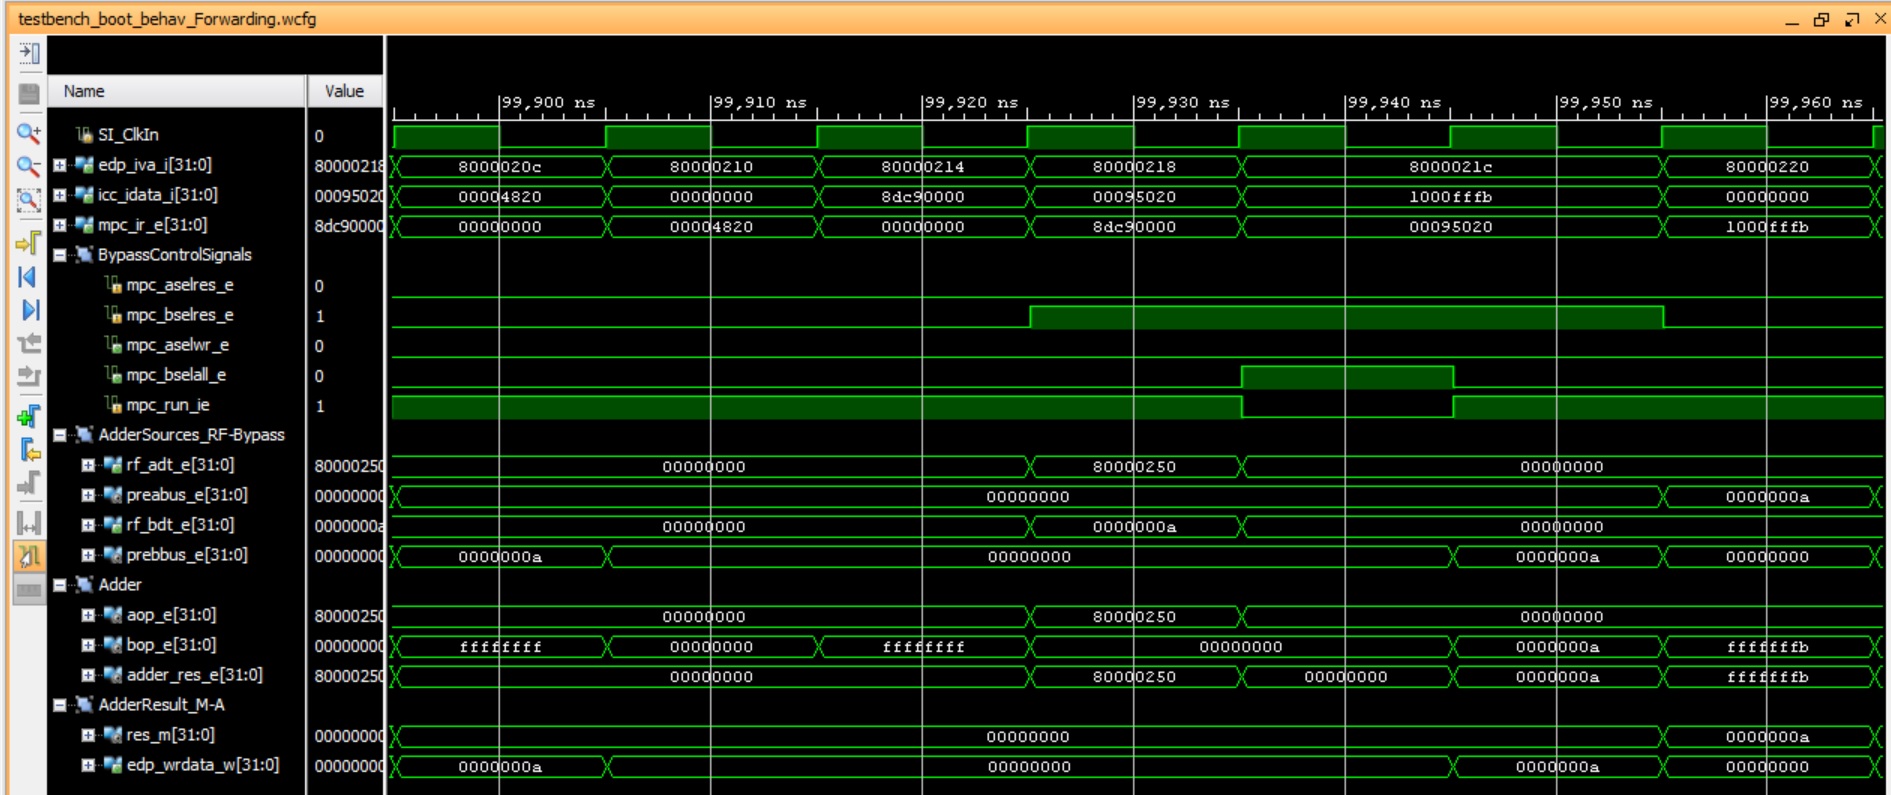 testbench_boot_behav_Forwarding.wcfg
Name Value
99,900 ns 99,910 ns 99,920 ns 99,930 ns 99,940 ns 99,950 ns 99,960 ns
SI_ClkIn 0
edp_iva_i[31:0] 80000218 8000020c 80000210 80000214 80000218 8000021c 80000220
icc_idata_i[31:0] 00095020 00004820 00000000 8dc90000 00095020 1000fffb 00000000
mpc_ir_e[31:0] 8dc90000 00000000 00004820 00000000 8dc90000 00095020 1000fffb
BypassControlSignals
mpc_aselres_e 0
mpc_bselres_e 1
mpc_aselwr_e 0
mpc_bselall_e 0
mpc_run_ie 1
AdderSources_RF-Bypass
rf_adt_e[31:0] 80000250 00000000 80000250 00000000
preabus_e[31:0] 00000000 00000000 0000000a
rf_bdt_e[31:0] 0000000a 00000000 0000000a 00000000
prebbus_e[31:0] 00000000 0000000a 00000000 0000000a 00000000
Adder
aop_e[31:0] 80000250 00000000 80000250 00000000
bop_e[31:0] 00000000 ffffffff 00000000 ffffffff 00000000 0000000a fffffffb
adder_res_e[31:0] 80000250 00000000 80000250 00000000 0000000a fffffffb
AdderResult_M-A
res_m[31:0] 00000000 00000000 0000000a
edp_wrdata_w[31:0] 00000000 0000000a 00000000 0000000a 00000000